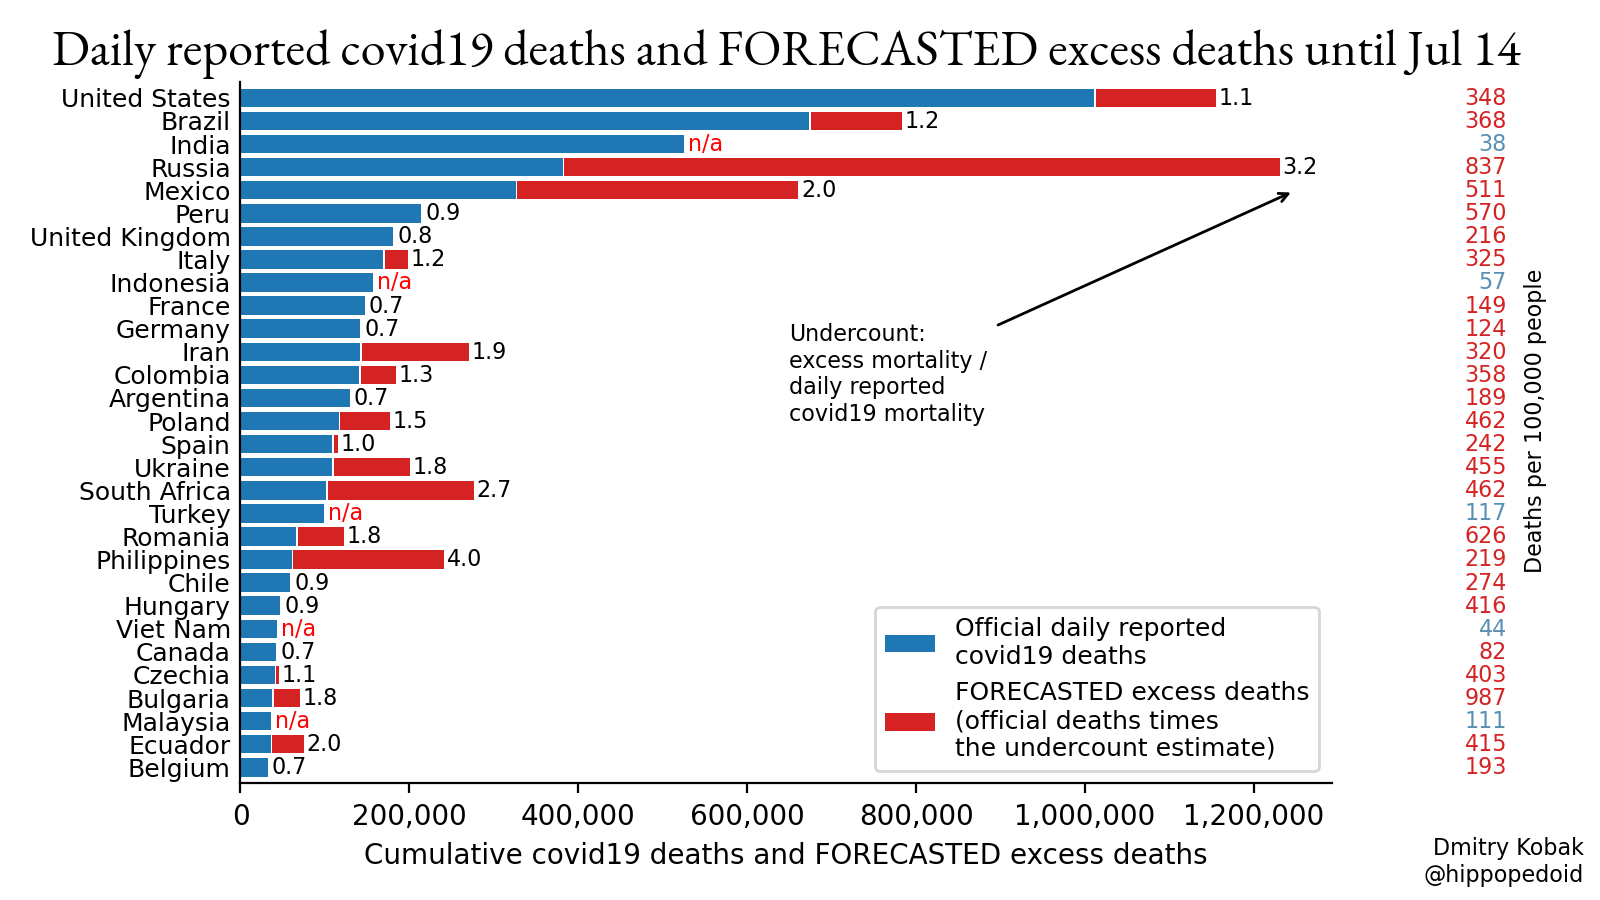 Daily reported covid19 deaths and FORECASTED excess deaths until Jul 14
United States 1.1 348
Brazil 1.2 368
India n/a 38
Russia 3.2 837
Mexico 2.0 511
Peru 0.9 570
United Kingdom 0.8 216
Italy 1.2 325
Indonesia n/a 57
France 0.7 149
Germany 0.7 124
Iran 1.9 320
Colombia 1.3 358
Argentina 0.7 189
Poland 1.5 462
Spain 1.0 242
Ukraine 1.8 455
South Africa 2.7 462
Turkey n/a 117
Romania 1.8 626
Philippines 4.0 219
Chile 0.9 274
Hungary 0.9 416
Viet Nam n/a 44
Canada 0.7 82
Czechia 1.1 403
Bulgaria 1.8 987
Malaysia n/a 111
Ecuador 2.0 415
Belgium 0.7 193
Undercount:
excess mortality /
daily reported
covid19 mortality
Deaths per 100,000 people
Official daily reported
covid19 deaths
FORECASTED excess deaths
(official deaths times
the undercount estimate)
0 200,000 400,000 600,000 800,000 1,000,000 1,200,000
Cumulative covid19 deaths and FORECASTED excess deaths
Dmitry Kobak
@hippopedoid